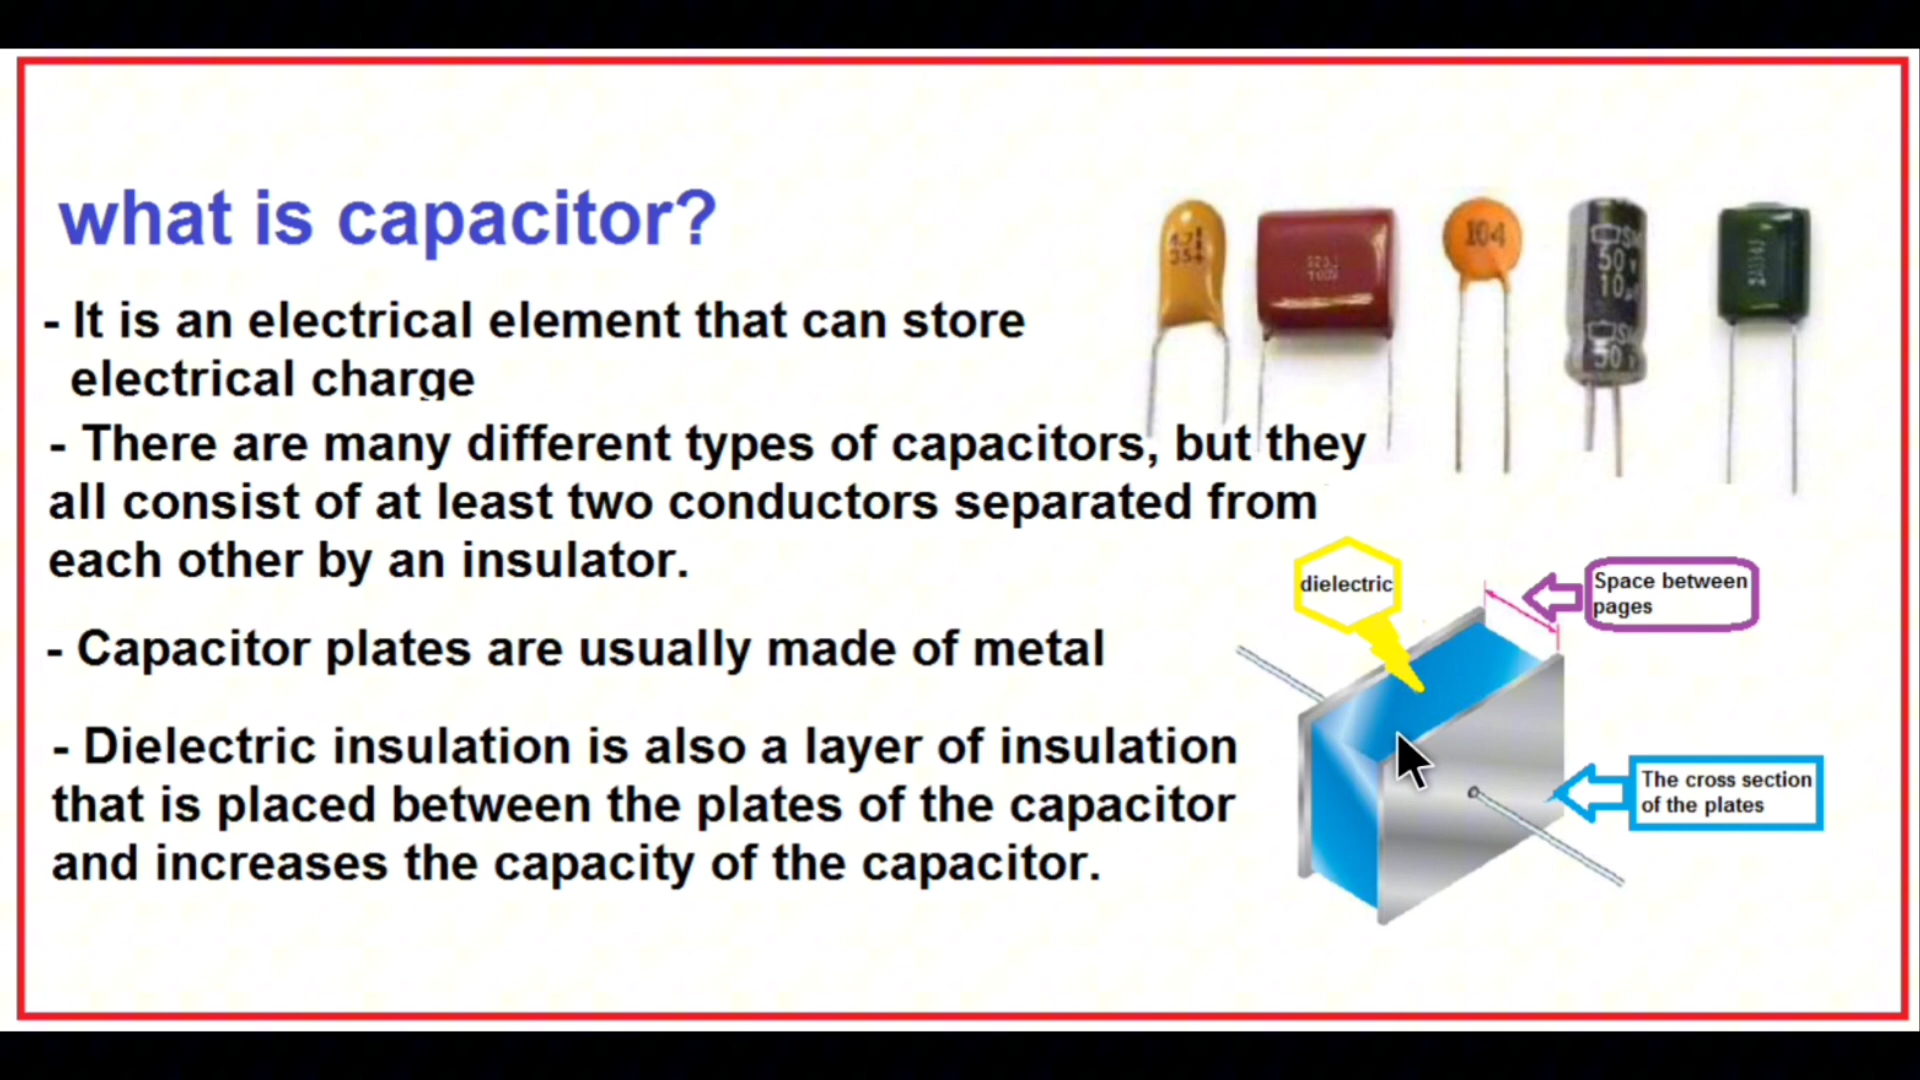 what is capacitor?
- It is an electrical element that can store
electrical charge
- There are many different types of capacitors, but they
all consist of at least two conductors separated from
each other by an insulator.
- Capacitor plates are usually made of metal
- Dielectric insulation is also a layer of insulation
that is placed between the plates of the capacitor
and increases the capacity of the capacitor.
104
50
10
50
dielectric
Space between
pages
The cross section
of the plates